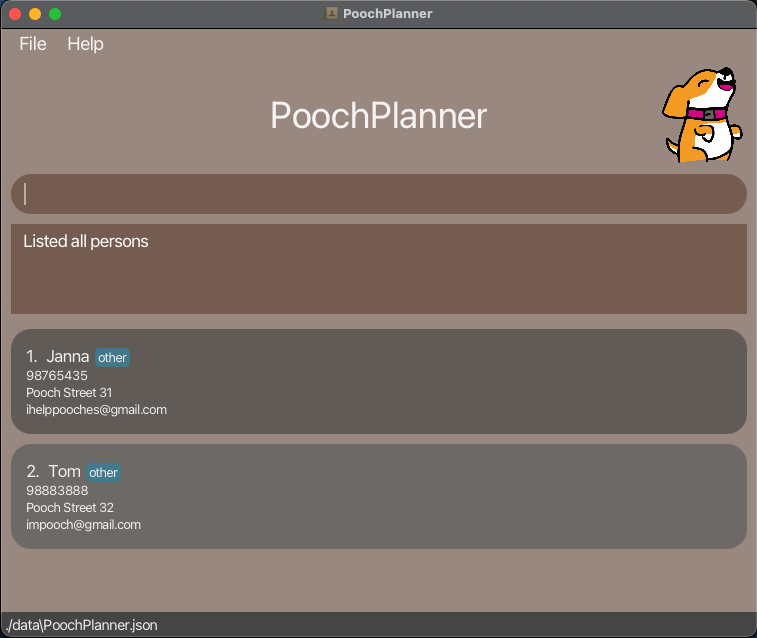 PoochPlanner
File Help
PoochPlanner
Listed all persons
1. Janna other
98765435
Pooch Street 31
ihelppooches@gmail.com
2. Tom other
98883888
Pooch Street 32
impooch@gmail.com
./data\PoochPlanner.json